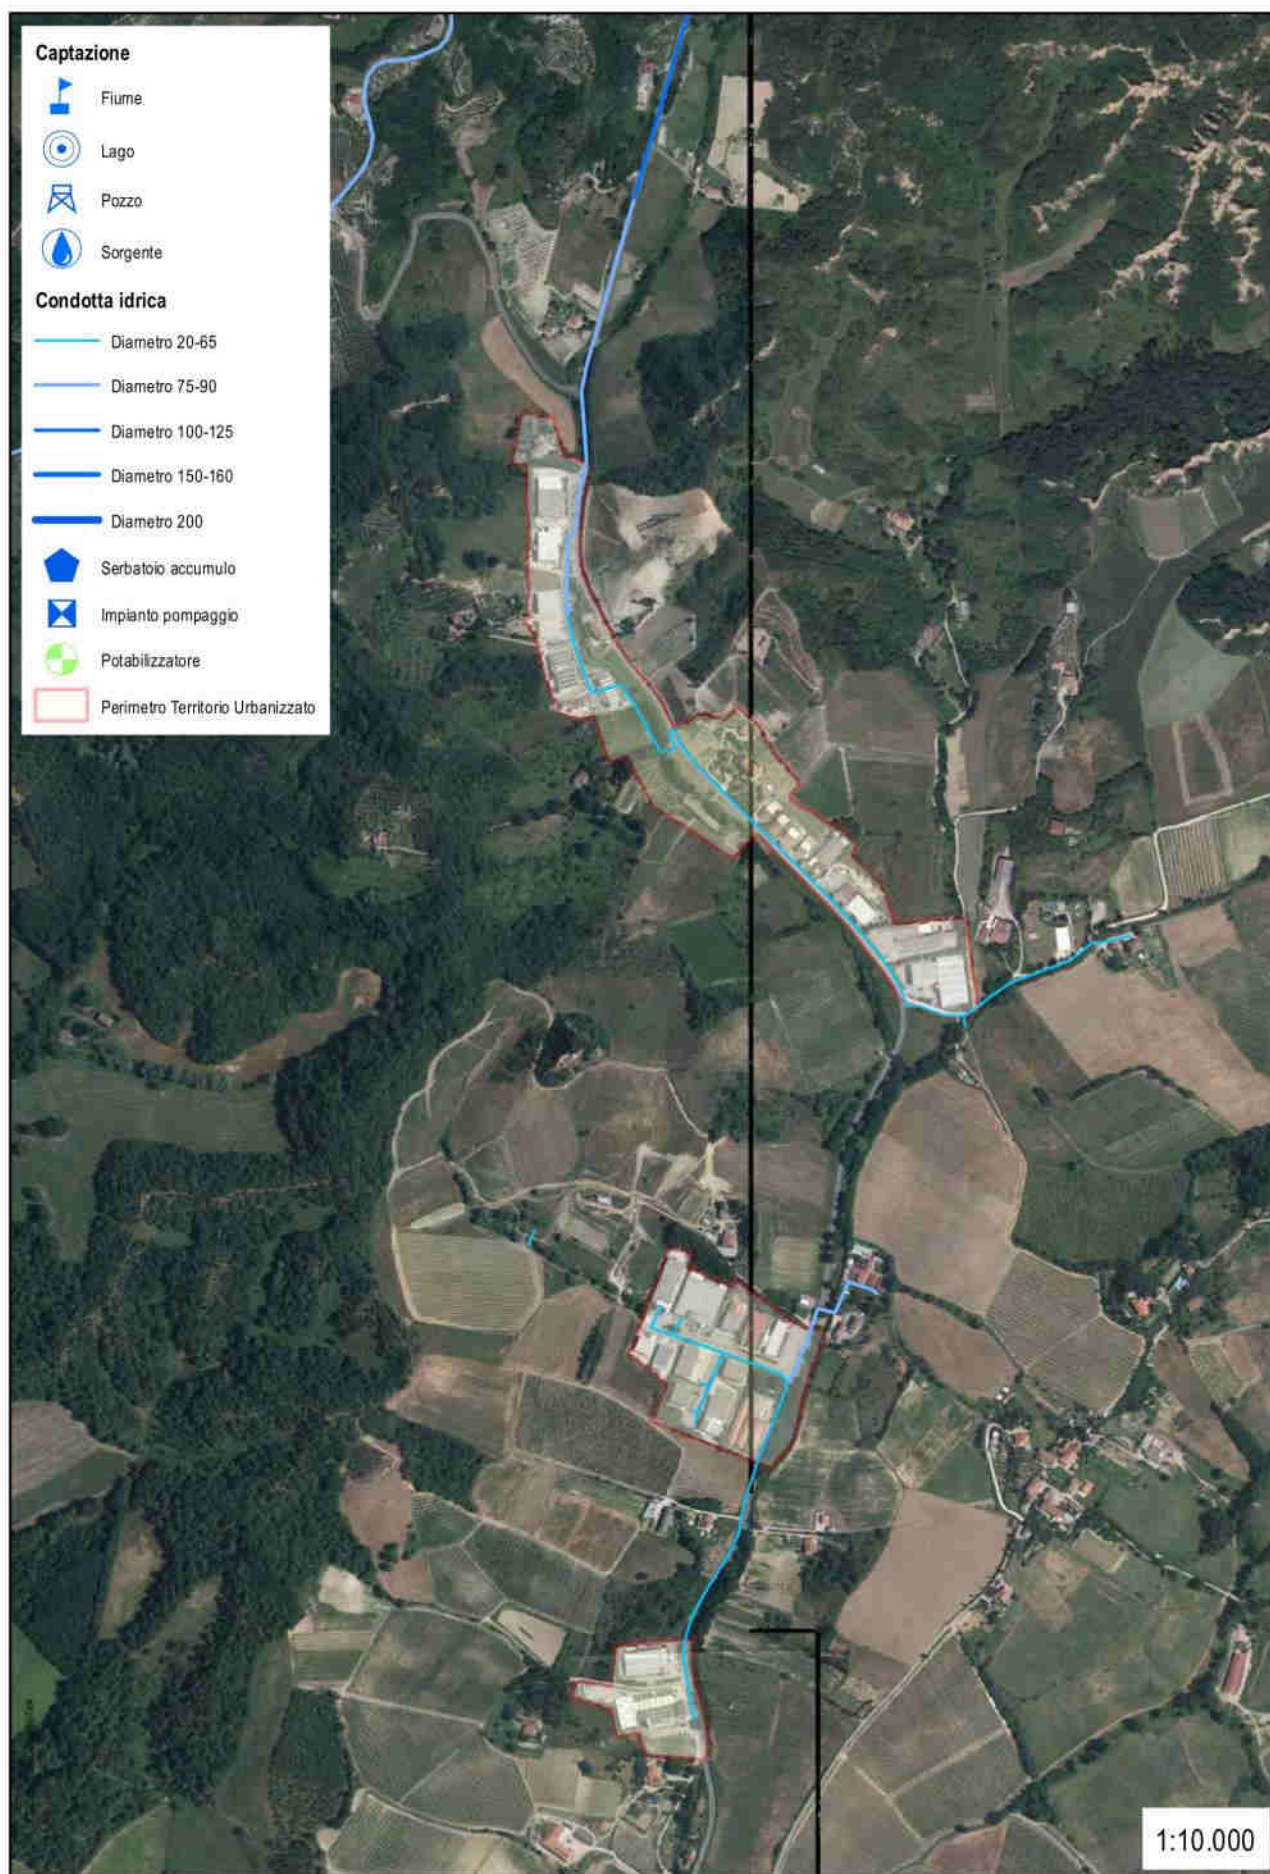 Captazione
Fiume
Lago
Pozzo
Sorgente
Condotta idrica
Diametro 20-65
Diametro 75-90
Diametro 100-125
Diametro 150-160
Diametro 200
Serbatoio accumulo
Impianto pompaggio
Potabilizzatore
Perimetro Territorio Urbanizzato
1:10.000